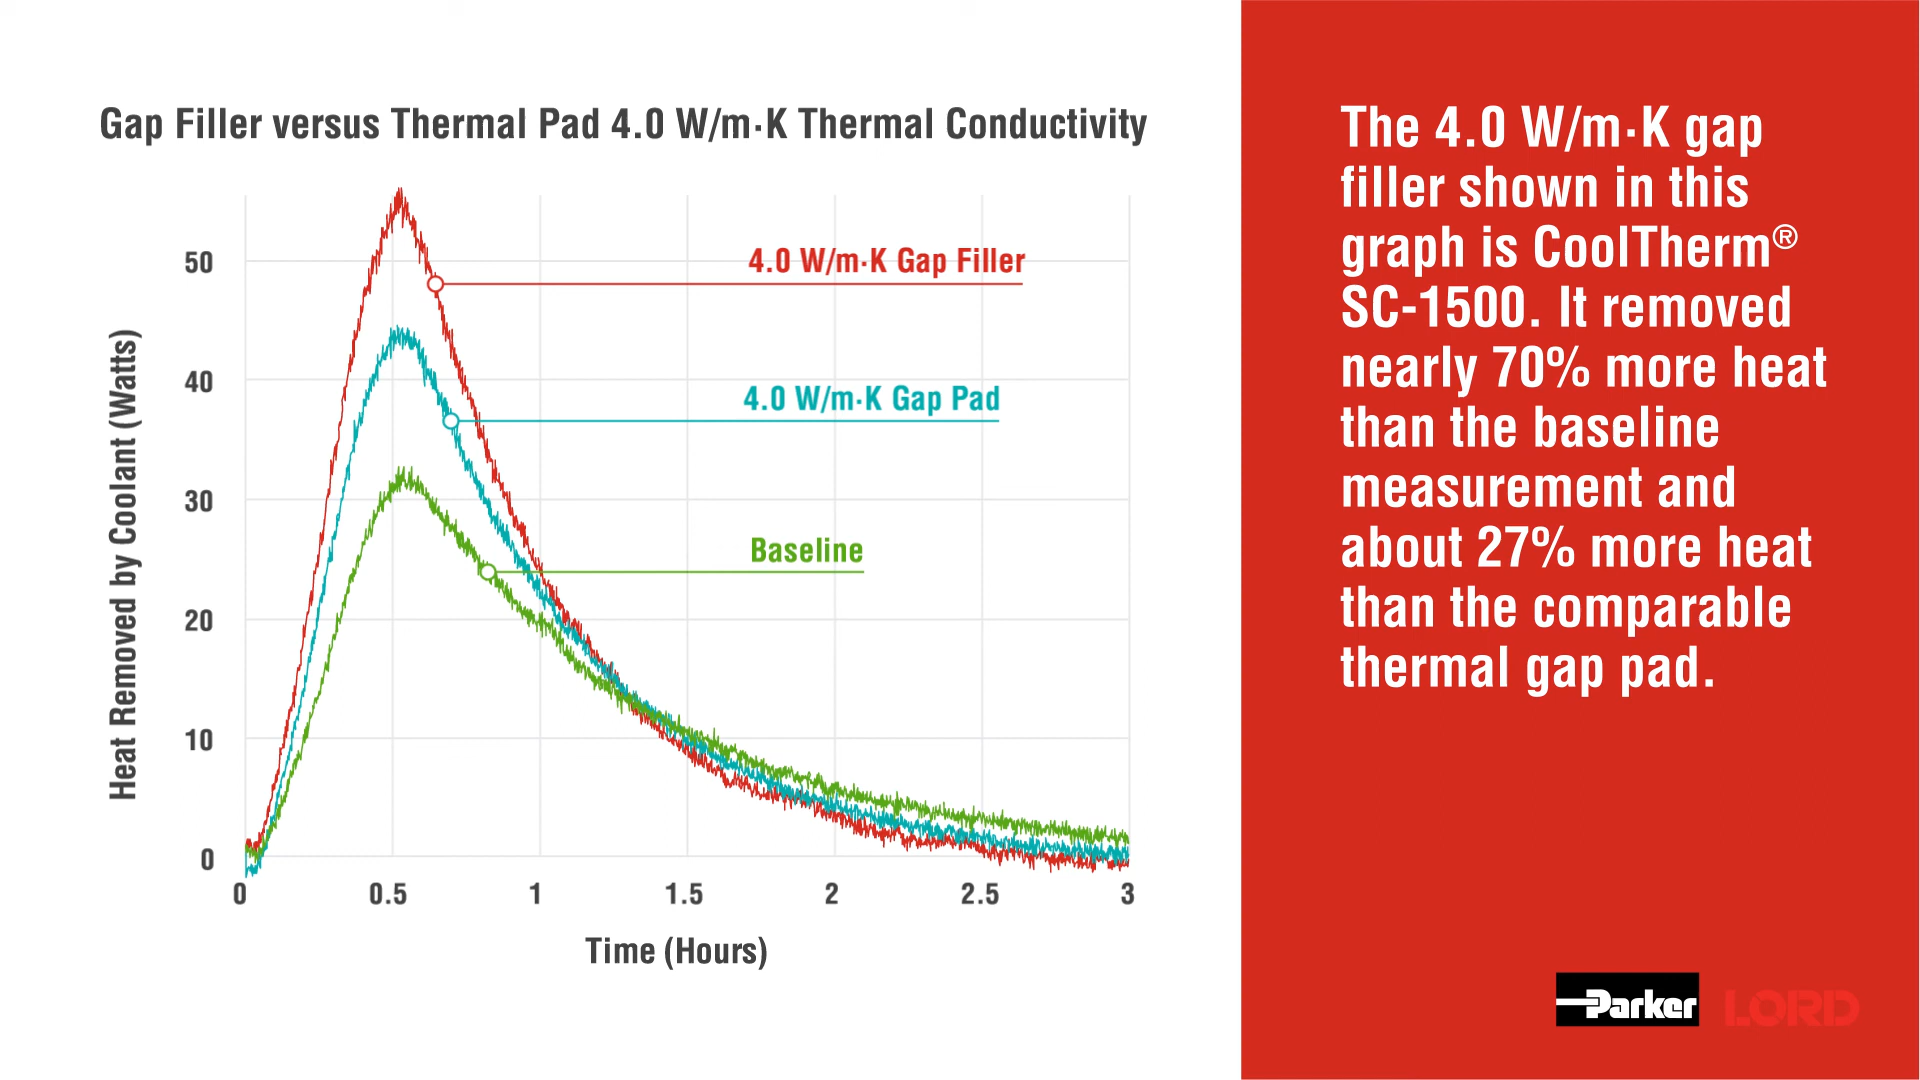 Gap Filler versus Thermal Pad 4.0 W/m·K Thermal Conductivity
Heat Removed by Coolant (Watts)
50
40
30
20
10
0
4.0 W/m·K Gap Filler
4.0 W/m·K Gap Pad
Baseline
0 0.5 1 1.5 2 2.5 3
Time (Hours)
The 4.0 W/m·K gap
filler shown in this
graph is CoolTherm®
SC-1500. It removed
nearly 70% more heat
than the baseline
measurement and
about 27% more heat
than the comparable
thermal gap pad.
Parker LORD